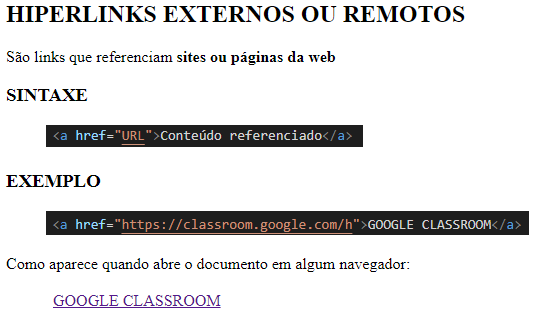 HIPERLINKS EXTERNOS OU REMOTOS
São links que referenciam sites ou páginas da web
SINTAXE
<a href="URL">Conteúdo referenciado</a>
EXEMPLO
<a href="https://classroom.google.com/h">GOOGLE CLASSROOM</a>
Como aparece quando abre o documento em algum navegador:
GOOGLE CLASSROOM